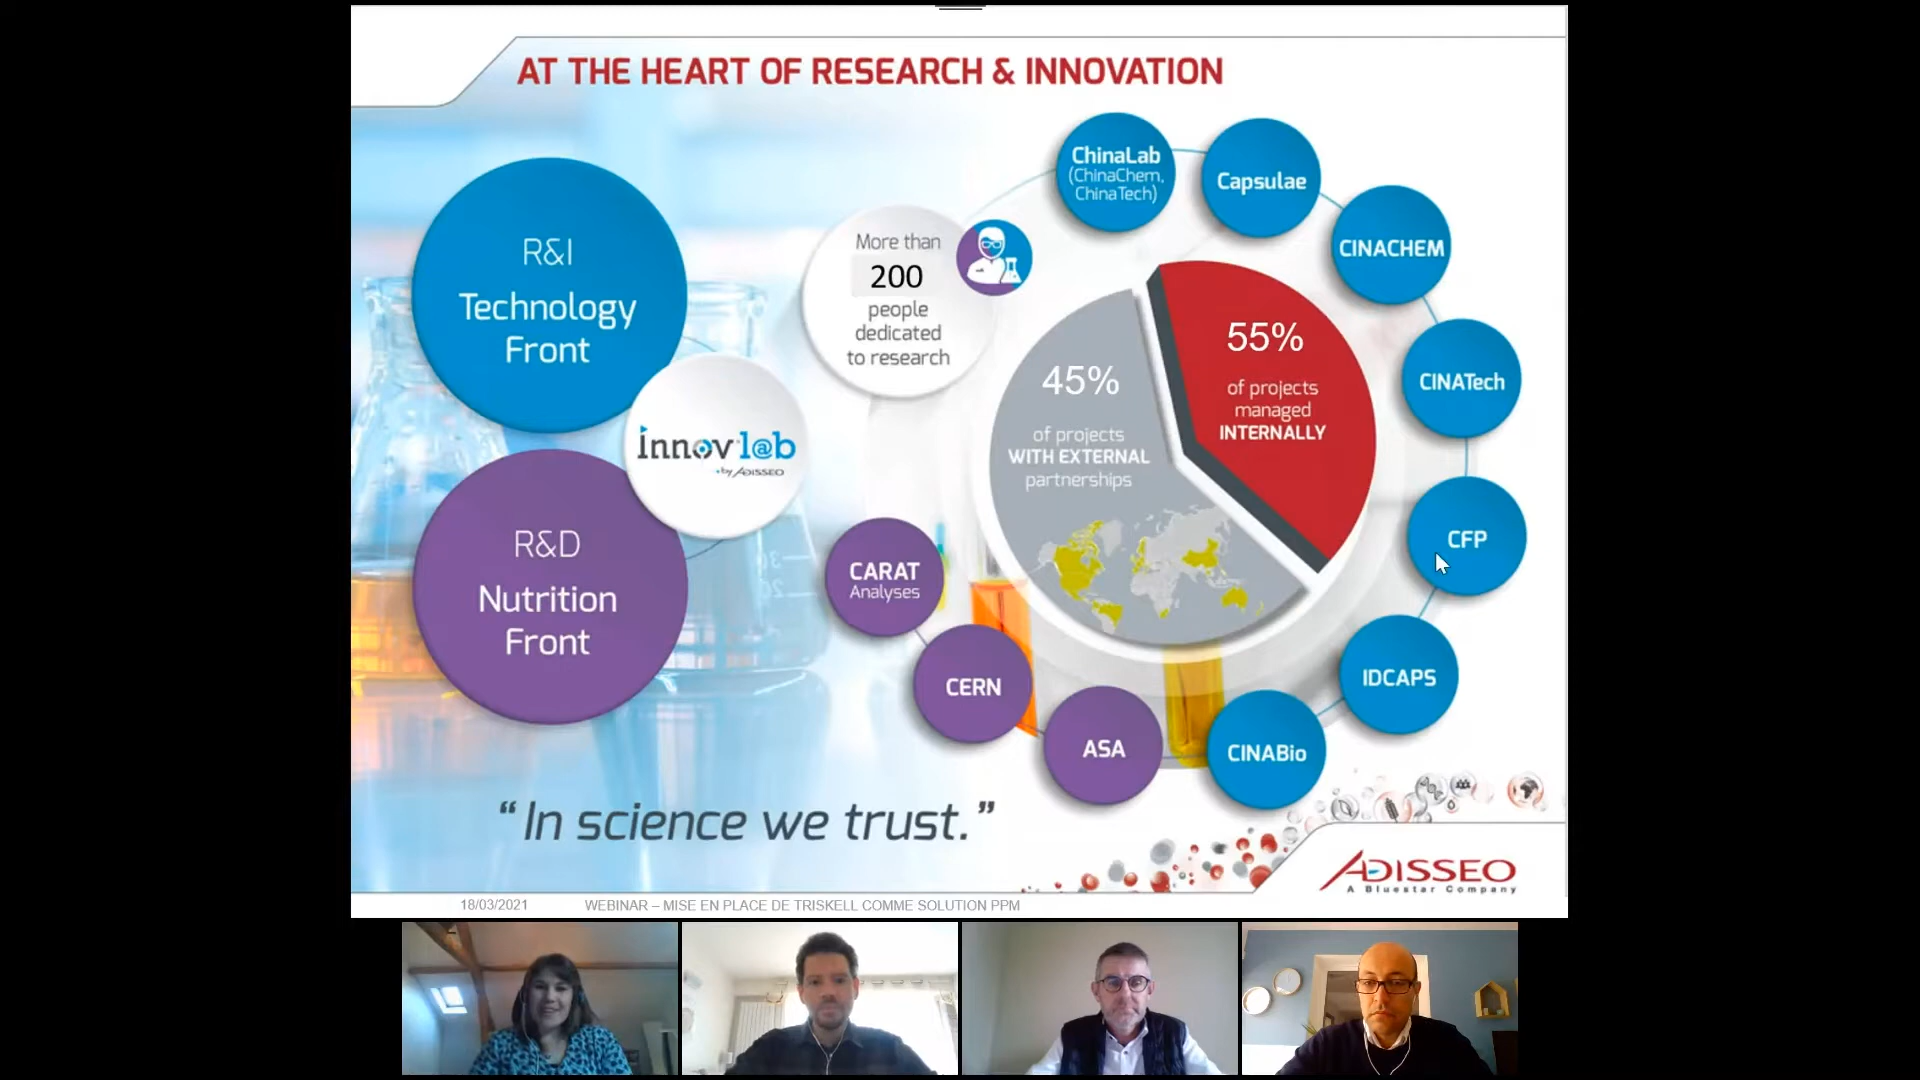 AT THE HEART OF RESEARCH & INNOVATION
R&I
Technology
Front
innov'l@b
by ADISSEO
R&D
Nutrition
Front
More than
200
people
dedicated
to research
ChinaLab
(ChinaChem,
ChinaTech)
Capsulae
CINACHEM
CINATech
CFP
IDCAPS
CINABio
ASA
CERN
CARAT
Analyses
45%
of projects
WITH EXTERNAL
partnerships
55%
of projects
managed
INTERNALLY
“In science we trust.”
ADISSEO
A Bluestar Company
18/03/2021
WEBINAR – MISE EN PLACE DE TRISKELL COMME SOLUTION PPM